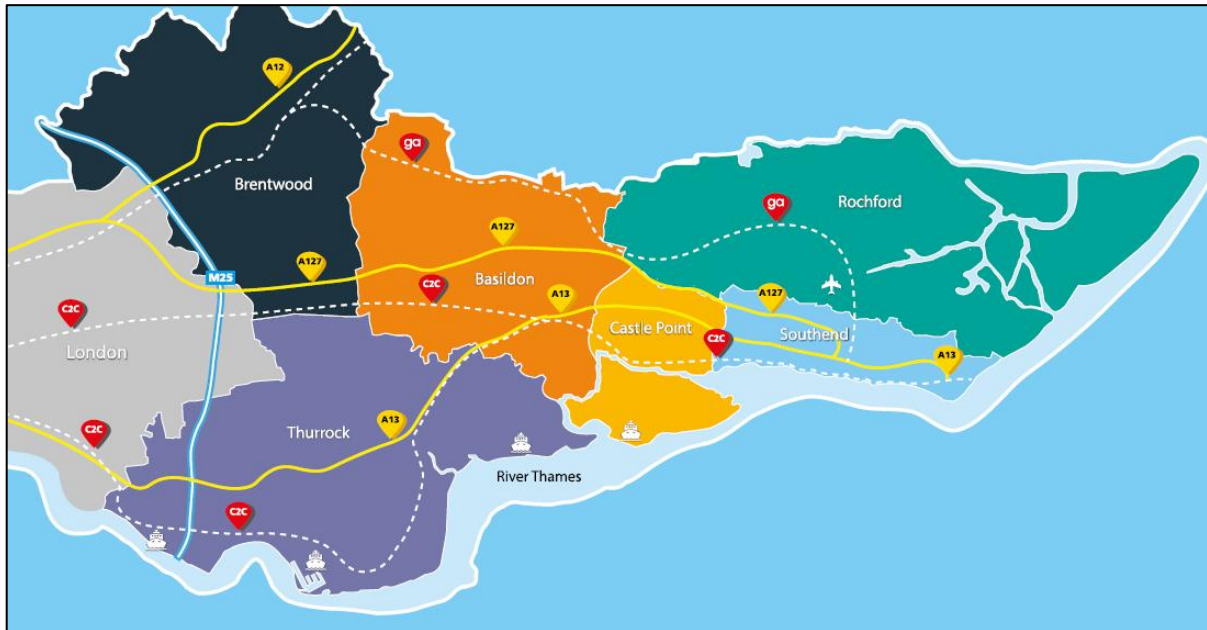 A12
ga
Brentwood
ga
Rochford
A127
A127
M25
Basildon
C2C
A13
A127
C2C
Castle Point
Southend
London
C2C
A13
C2C
A13
Thurrock
River Thames
C2C